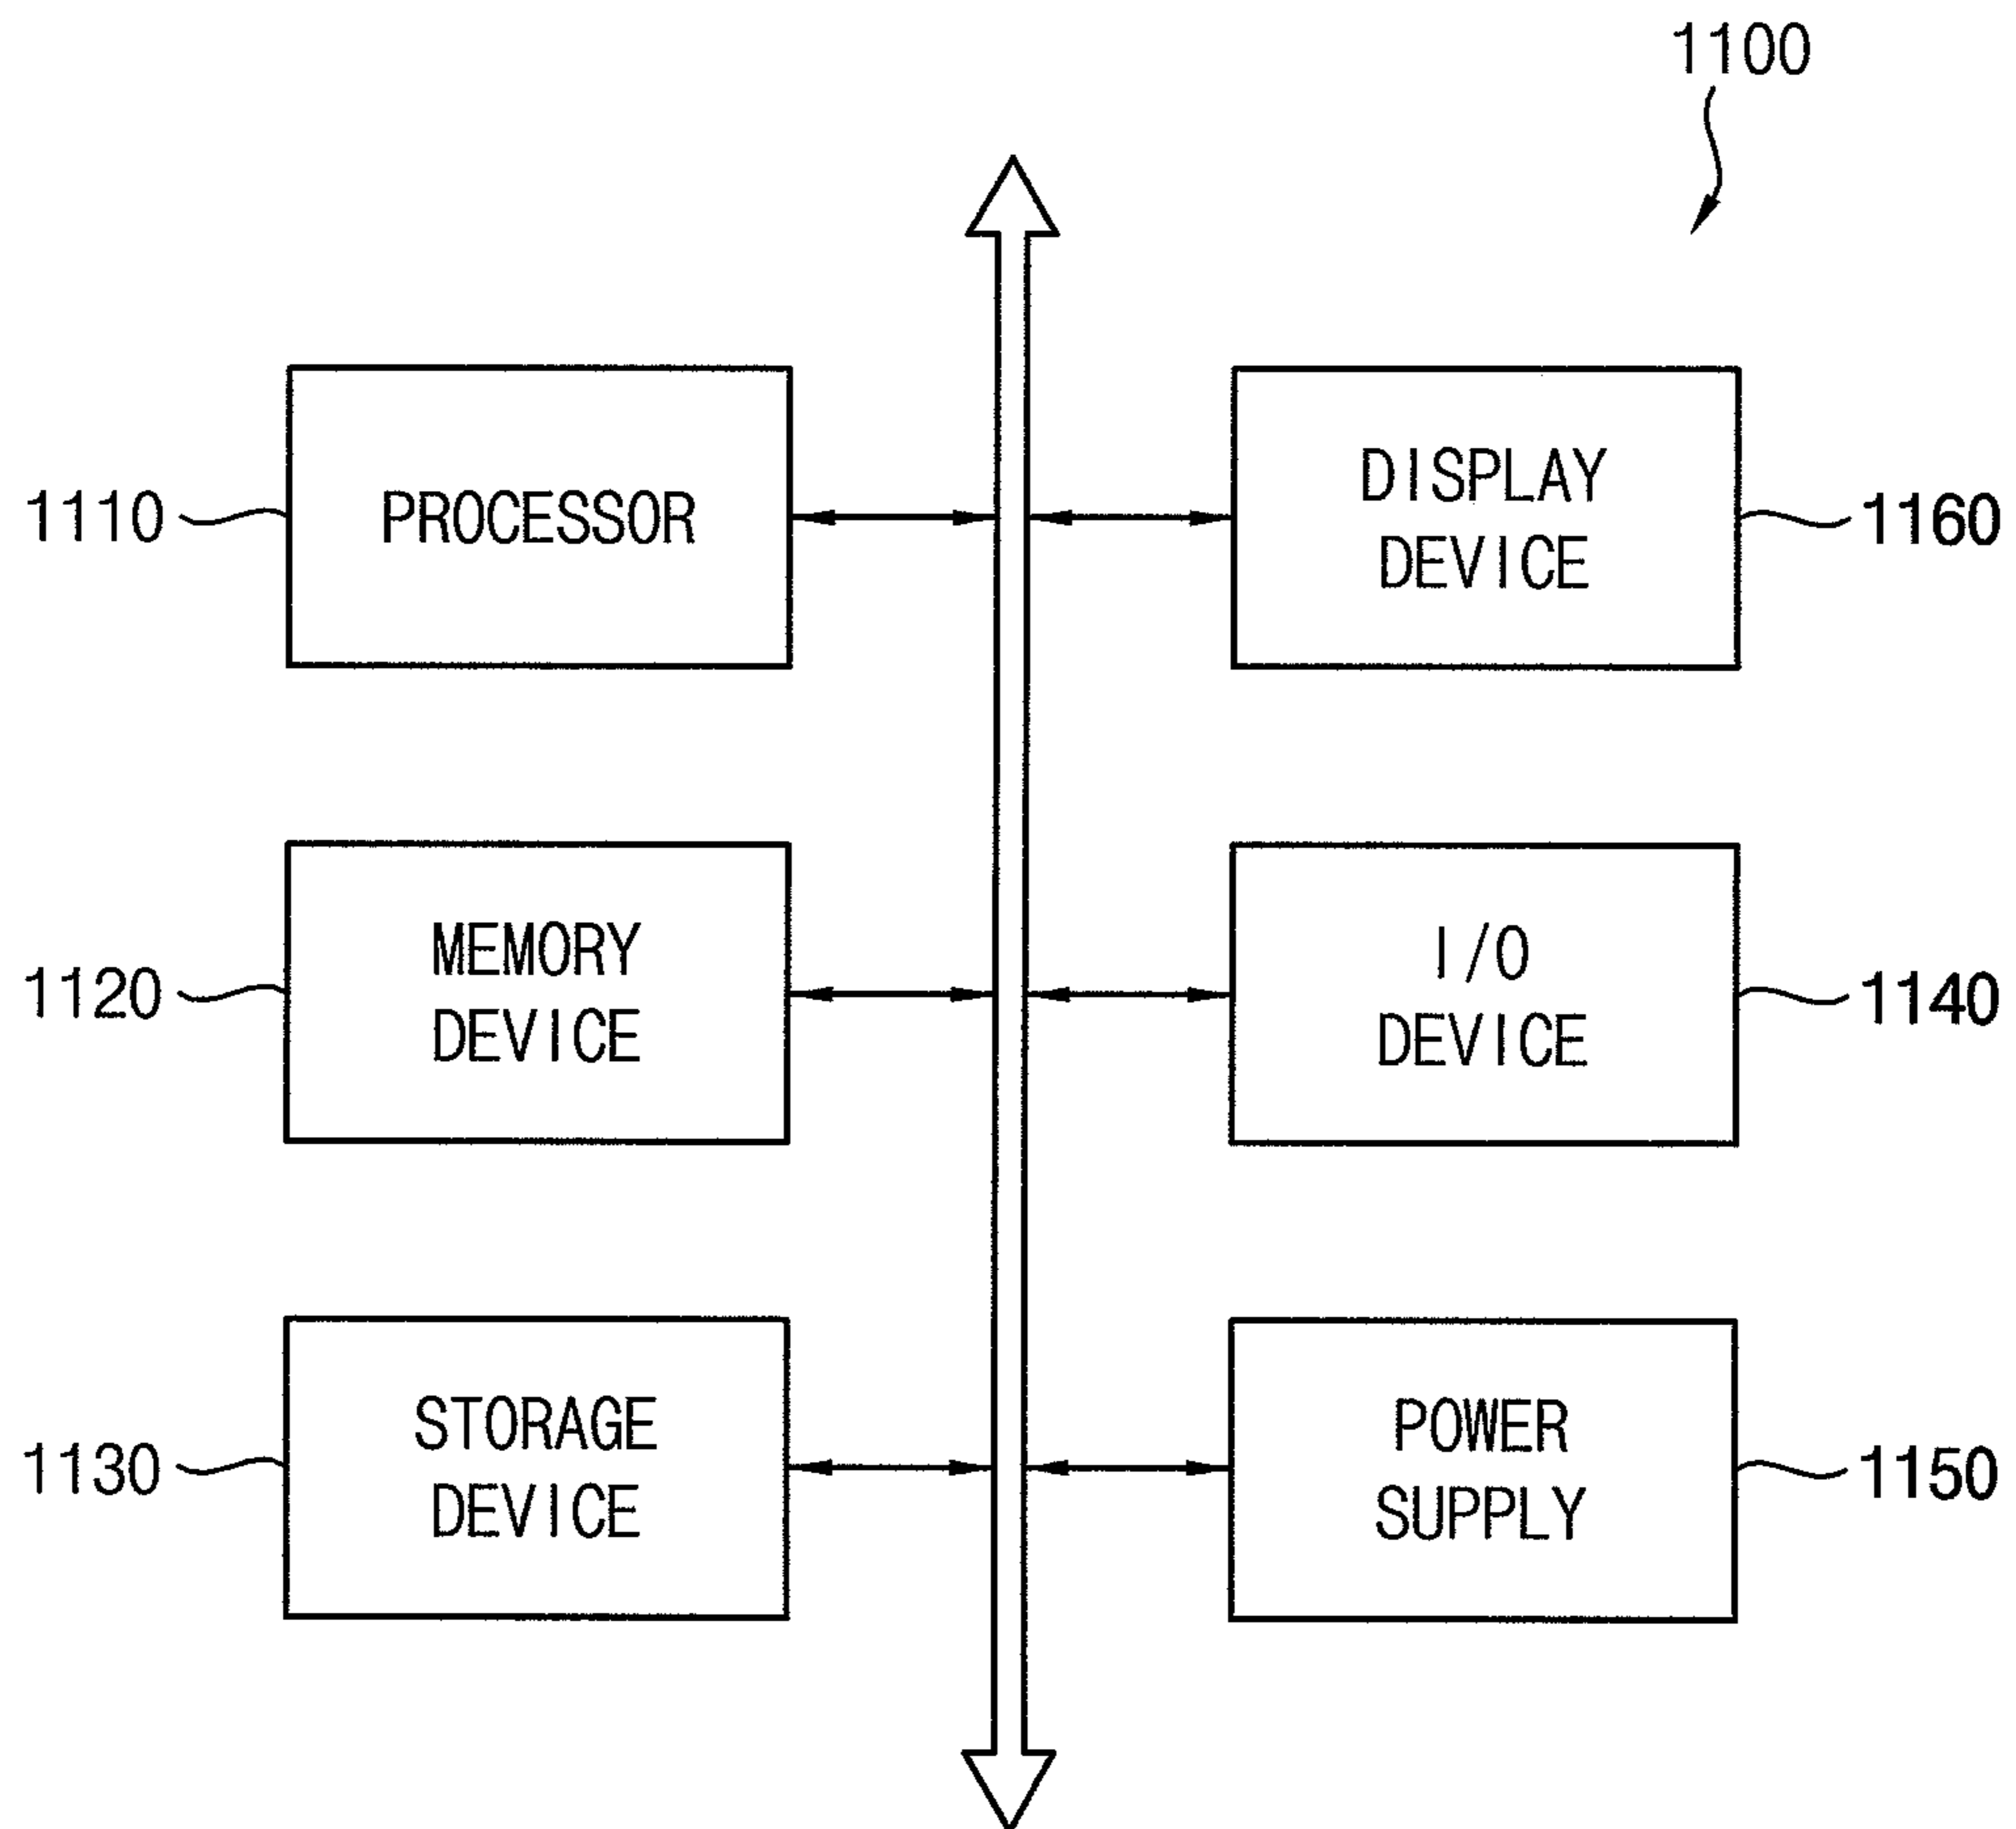 1100
1110
PROCESSOR
DISPLAY
DEVICE
1160
1120
MEMORY
DEVICE
I/O
DEVICE
1140
1130
STORAGE
DEVICE
POWER
SUPPLY
1150